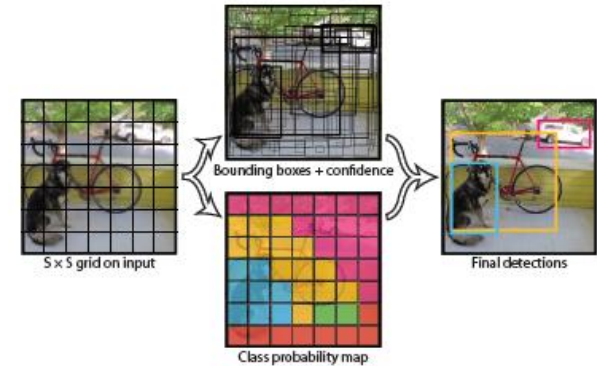 Bounding boxes + confidence
S × S grid on input
Final detections
Class probability map